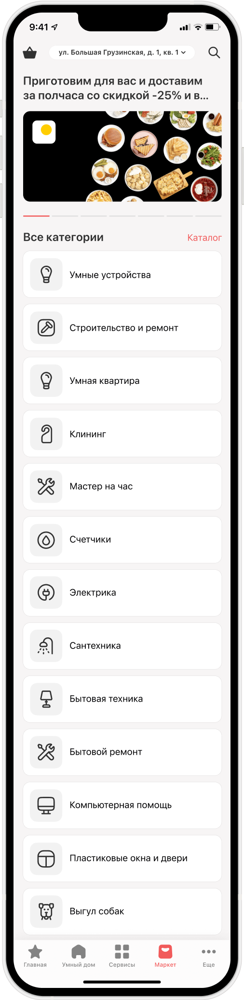 9:41
ул. Большая Грузинская, д. 1, кв. 1
Приготовим для вас и доставим
за полчаса со скидкой -25% и в...
Все категории
Каталог
Умные устройства
Строительство и ремонт
Умная квартира
Клининг
Мастер на час
Счетчики
Электрика
Сантехника
Бытовая техника
Бытовой ремонт
Компьютерная помощь
Пластиковые окна и двери
Выгул собак
Главная
Умный дом
Сервисы
Маркет
Еще